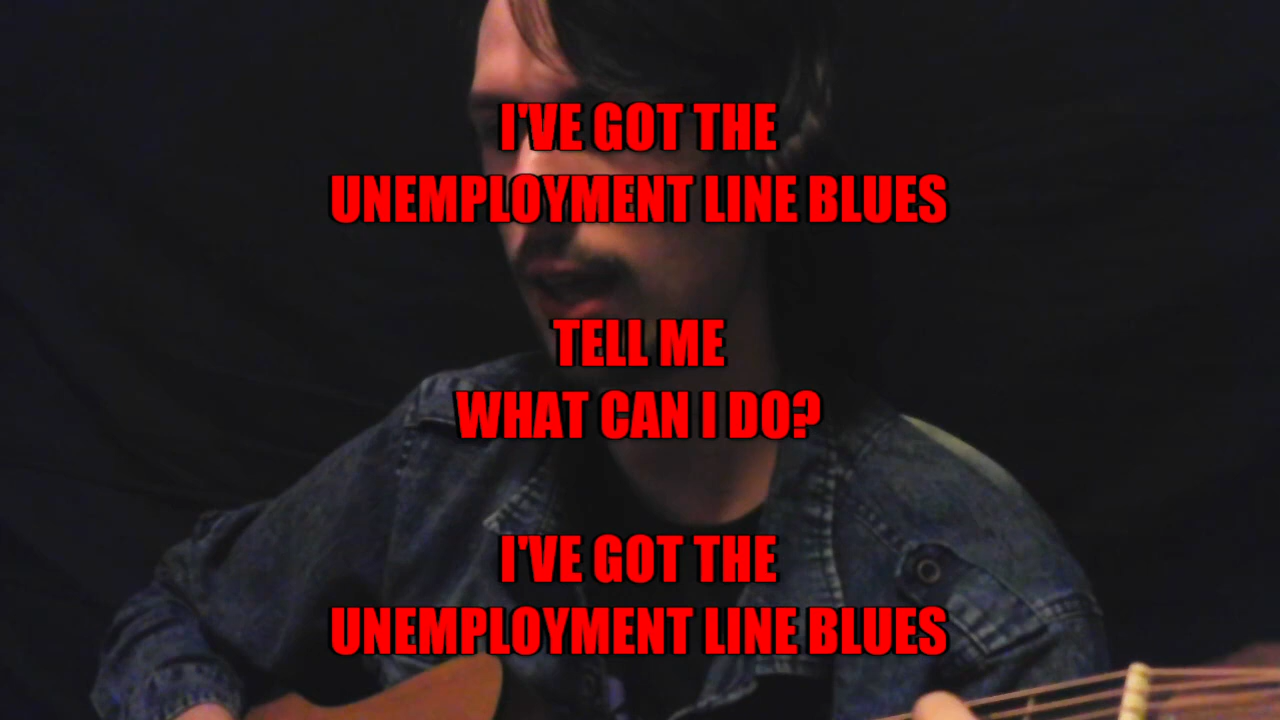 I'VE GOT THE
UNEMPLOYMENT LINE BLUES
TELL ME
WHAT CAN I DO?
I'VE GOT THE
UNEMPLOYMENT LINE BLUES